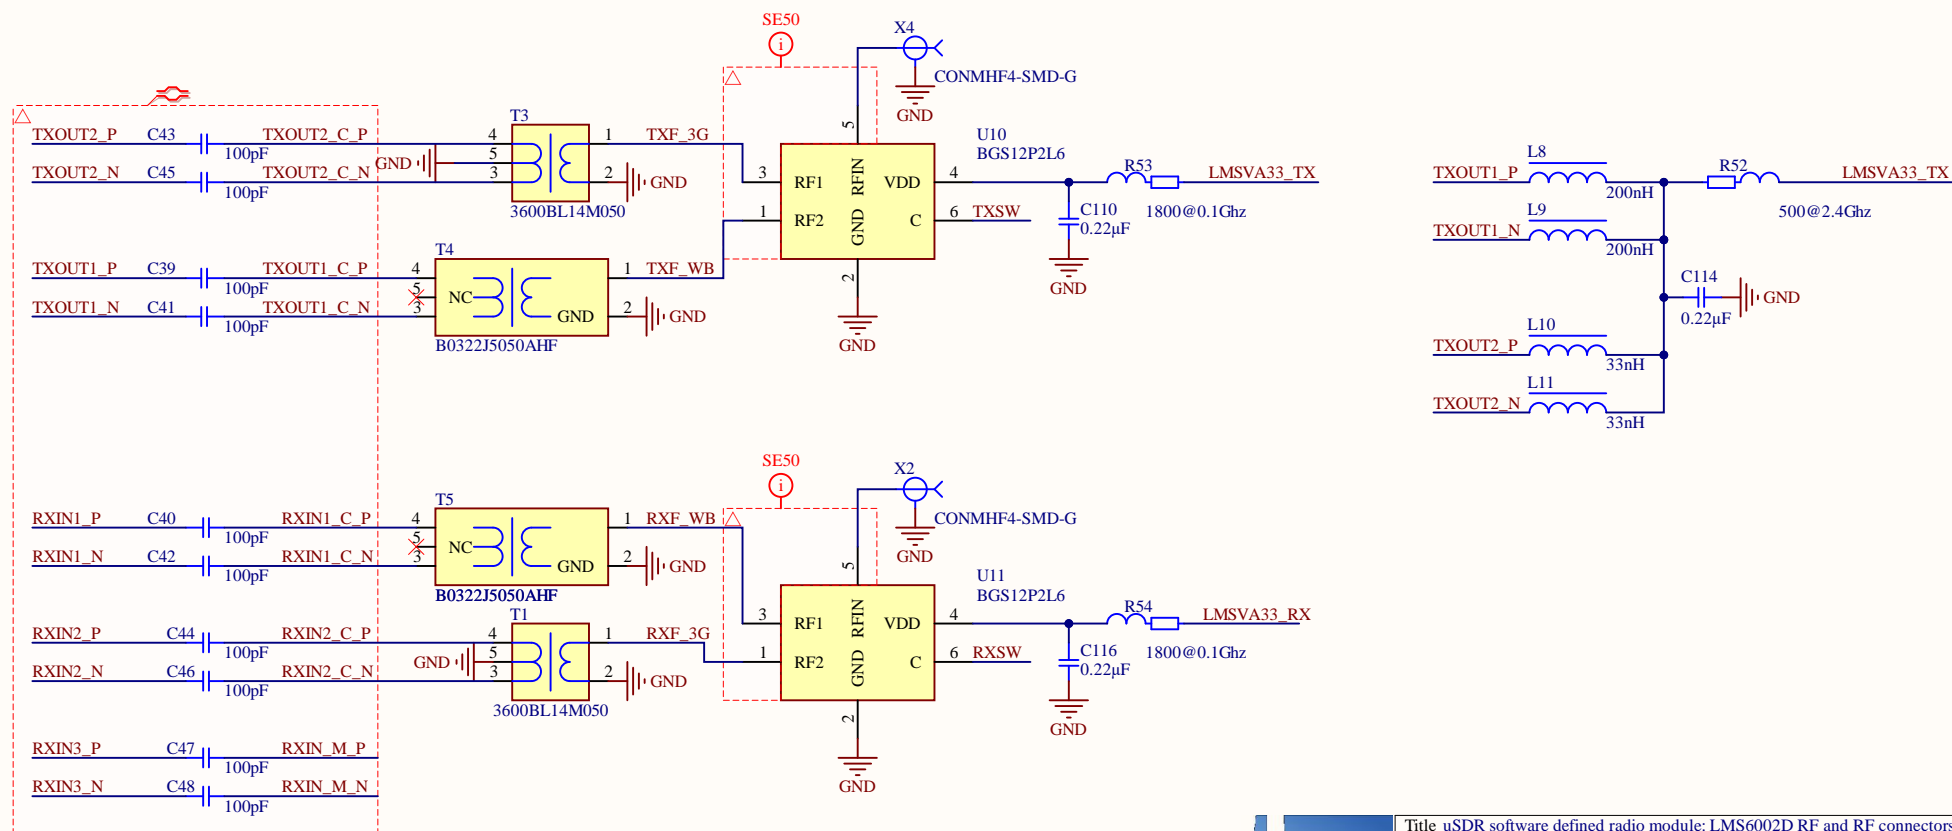 SE50
X4
CONMHF4-SMD-G
GND
TXOUT2_P C43 TXOUT2_C_P
100pF
TXOUT2_N C45 TXOUT2_C_N
100pF
GND
T3
4
5
3
1 TXF_3G
2 GND
3600BL14M050
TXOUT1_P C39 TXOUT1_C_P
100pF
TXOUT1_N C41 TXOUT1_C_N
100pF
T4
4
5
3
NC
GND
1 TXF_WB
2 GND
B0322J5050AHF
U10
BGS12P2L6
5
3 RF1
1 RF2
RFIN
GND
VDD 4
C 6 TXSW
2
GND
R53
LMSVA33_TX
1800@0.1Ghz
C110
0.22µF
GND
TXOUT1_P L8
200nH
TXOUT1_N L9
200nH
R52
LMSVA33_TX
500@2.4Ghz
C114
0.22µF
GND
TXOUT2_P L10
33nH
TXOUT2_N L11
33nH
SE50
X2
CONMHF4-SMD-G
GND
RXIN1_P C40 RXIN1_C_P
100pF
RXIN1_N C42 RXIN1_C_N
100pF
T5
4
5
3
NC
GND
1 RXF_WB
2 GND
B0322J5050AHF
RXIN2_P C44 RXIN2_C_P
100pF
RXIN2_N C46 RXIN2_C_N
100pF
GND
T1
4
5
3
1 RXF_3G
2 GND
3600BL14M050
U11
BGS12P2L6
5
3 RF1
1 RF2
RFIN
GND
VDD 4
C 6 RXSW
2
GND
R54
LMSVA33_RX
1800@0.1Ghz
C116
0.22µF
GND
RXIN3_P C47 RXIN_M_P
100pF
RXIN3_N C48 RXIN_M_N
100pF
Title uSDR software defined radio module: LMS6002D RF and RF connectors